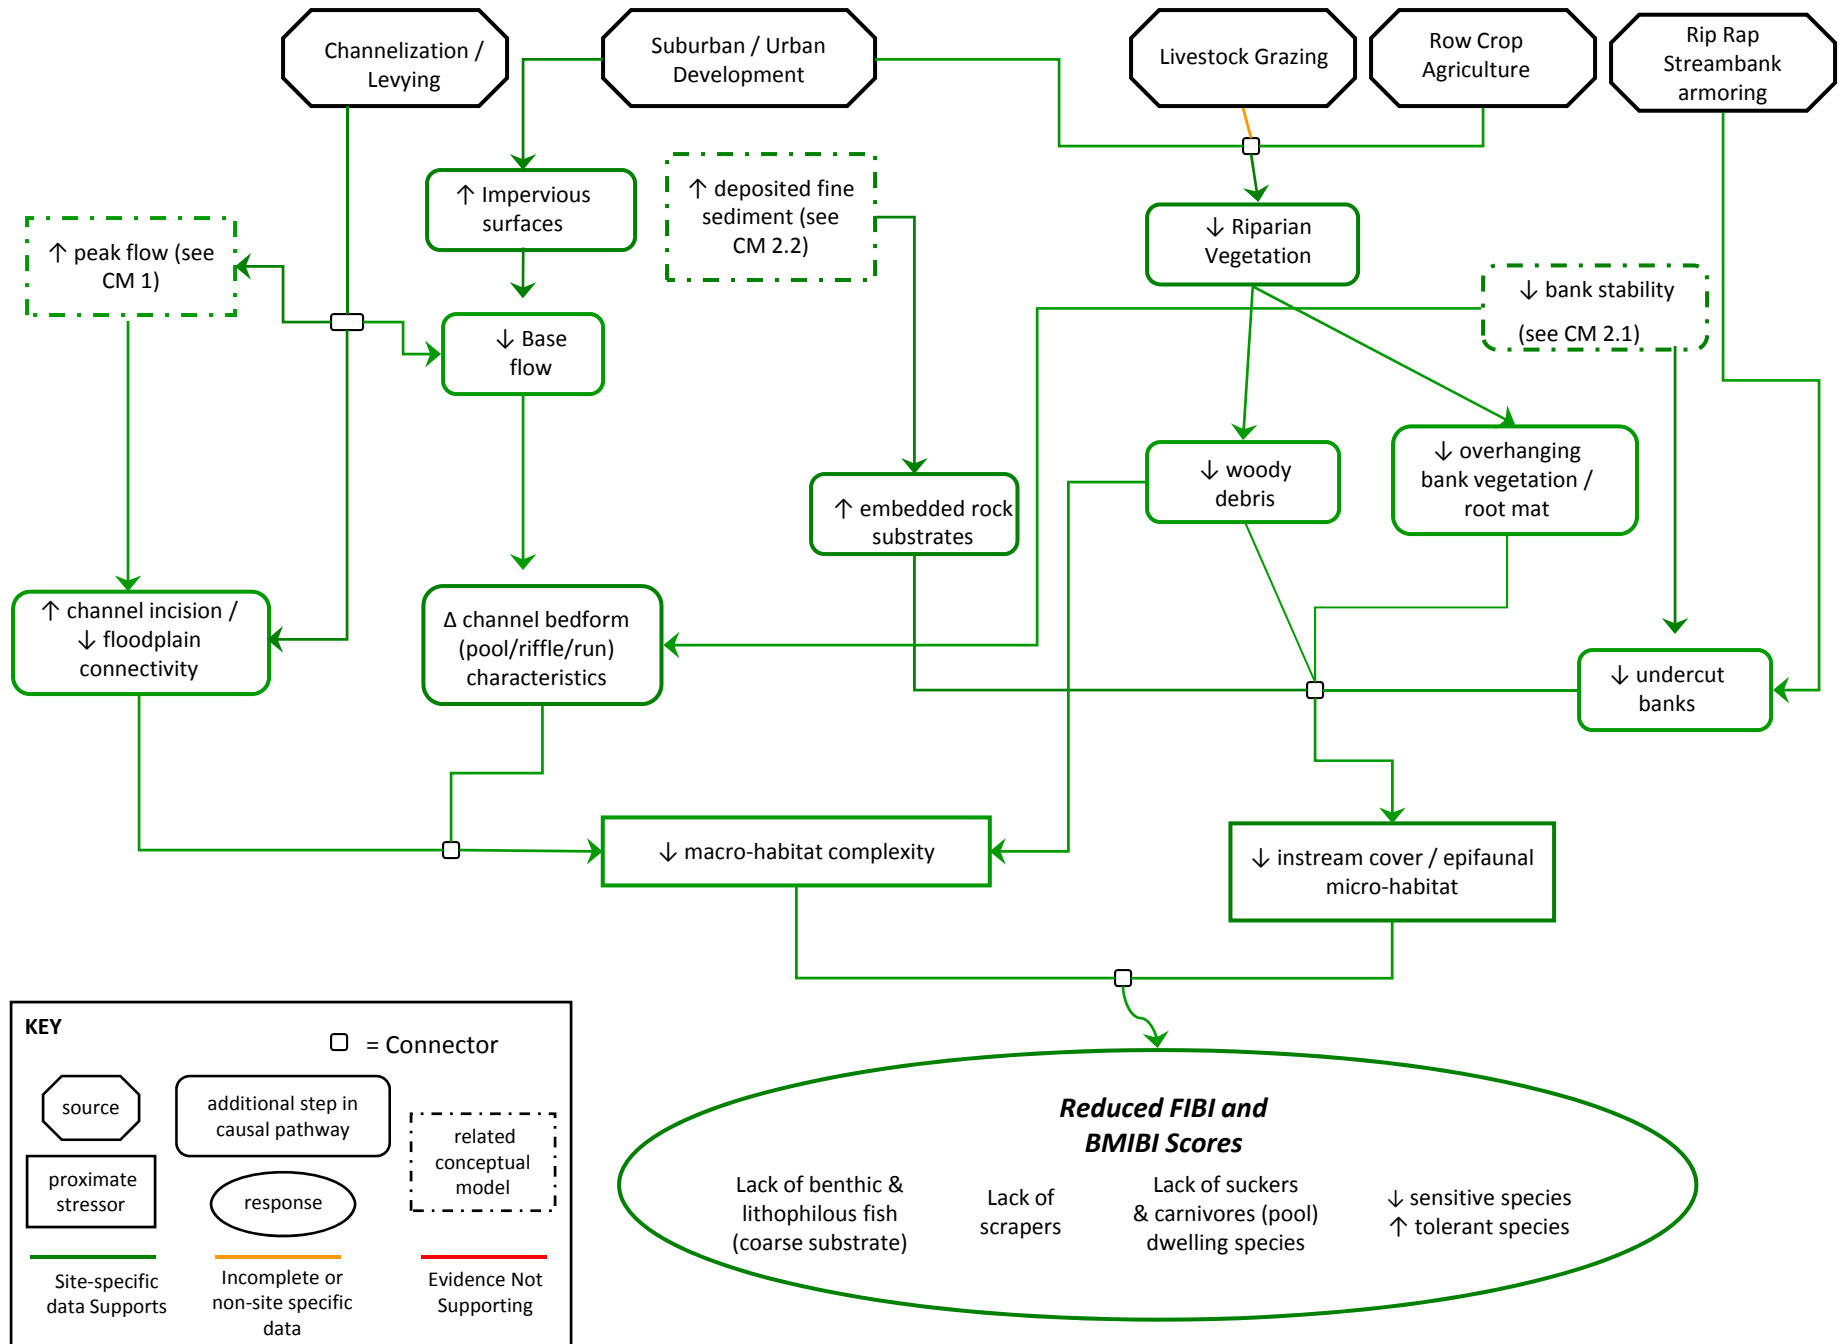 Channelization /
Levying
Suburban / Urban
Development
Livestock Grazing
Row Crop
Agriculture
Rip Rap
Streambank
armoring
↑ Impervious
surfaces
↑ deposited fine
sediment (see
CM 2.2)
↑ peak flow (see
CM 1)
↓ Riparian
Vegetation
↓ bank stability
(see CM 2.1)
↓ Base
flow
↓ woody
debris
↓ overhanging
bank vegetation /
root mat
↑ embedded rock
substrates
↑ channel incision /
↓ floodplain
connectivity
Δ channel bedform
(pool/riffle/run)
characteristics
↓ undercut
banks
↓ macro-habitat complexity
↓ instream cover / epifaunal
micro-habitat
KEY
= Connector
source
additional step in
causal pathway
related
conceptual
model
proximate
stressor
response
Site-specific
data Supports
Incomplete or
non-site specific
data
Evidence Not
Supporting
Reduced FIBI and
BMIBI Scores
Lack of benthic &
lithophilous fish
(coarse substrate)
Lack of
scrapers
Lack of suckers
& carnivores (pool)
dwelling species
↓ sensitive species
↑ tolerant species